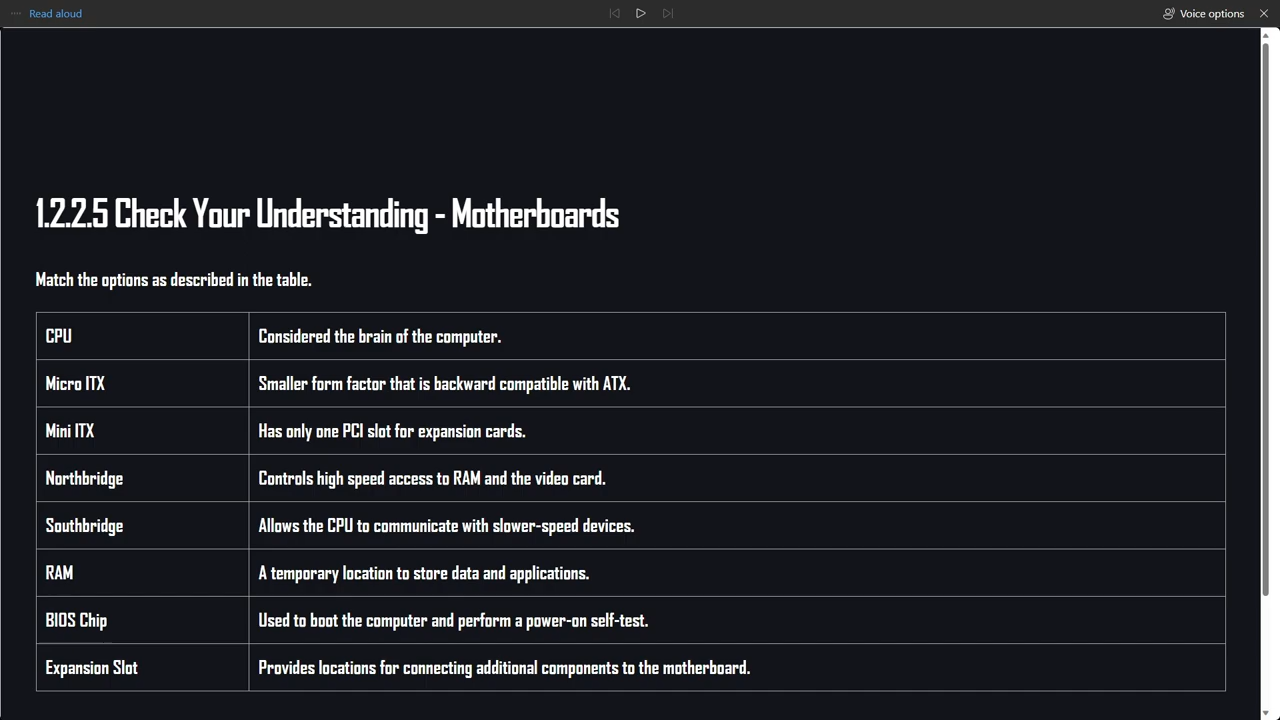 Read aloud
Voice options
1.2.2.5 Check Your Understanding - Motherboards
Match the options as described in the table.
CPU Considered the brain of the computer.
Micro ITX Smaller form factor that is backward compatible with ATX.
Mini ITX Has only one PCI slot for expansion cards.
Northbridge Controls high speed access to RAM and the video card.
Southbridge Allows the CPU to communicate with slower-speed devices.
RAM A temporary location to store data and applications.
BIOS Chip Used to boot the computer and perform a power-on self-test.
Expansion Slot Provides locations for connecting additional components to the motherboard.